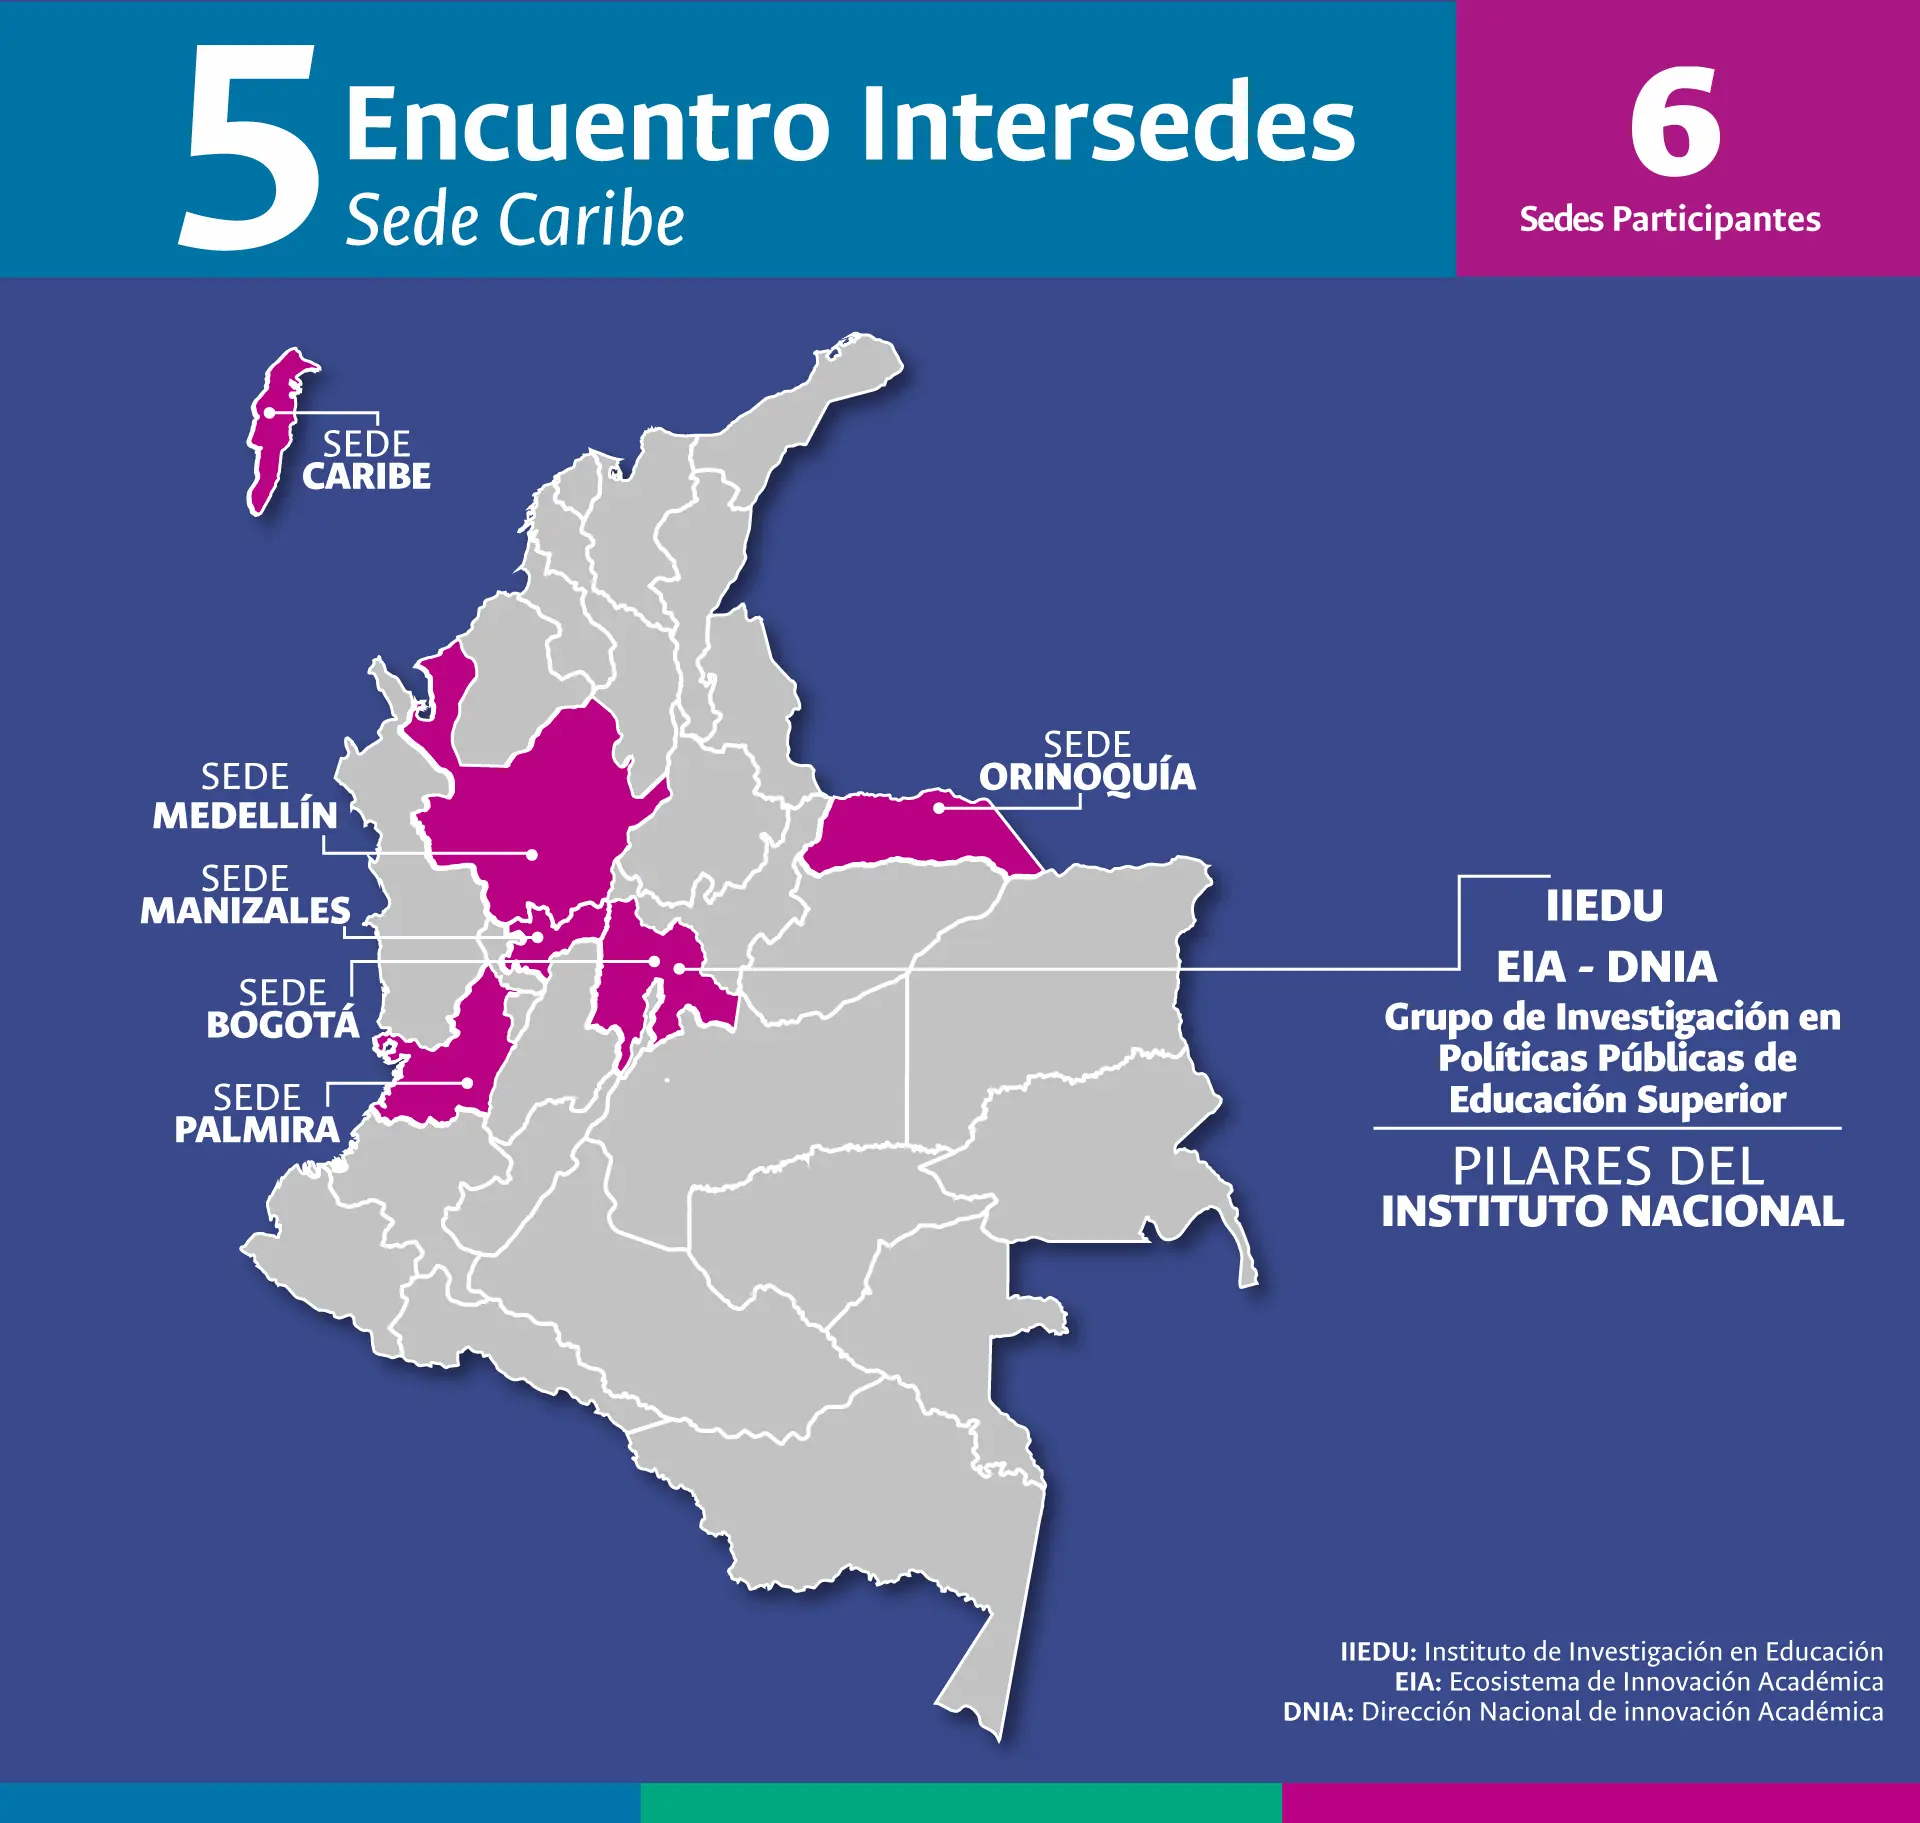 5 Encuentro Intersedes
Sede Caribe
6
Sedes Participantes
SEDE
CARIBE
SEDE
ORINOQUÍA
SEDE
MEDELLÍN
SEDE
MANIZALES
SEDE
BOGOTÁ
SEDE
PALMIRA
IIEDU
EIA - DNIA
Grupo de Investigación en
Políticas Públicas de
Educación Superior
PILARES DEL
INSTITUTO NACIONAL
IIEDU: Instituto de Investigación en Educación
EIA: Ecosistema de Innovación Académica
DNIA: Dirección Nacional de innovación Académica